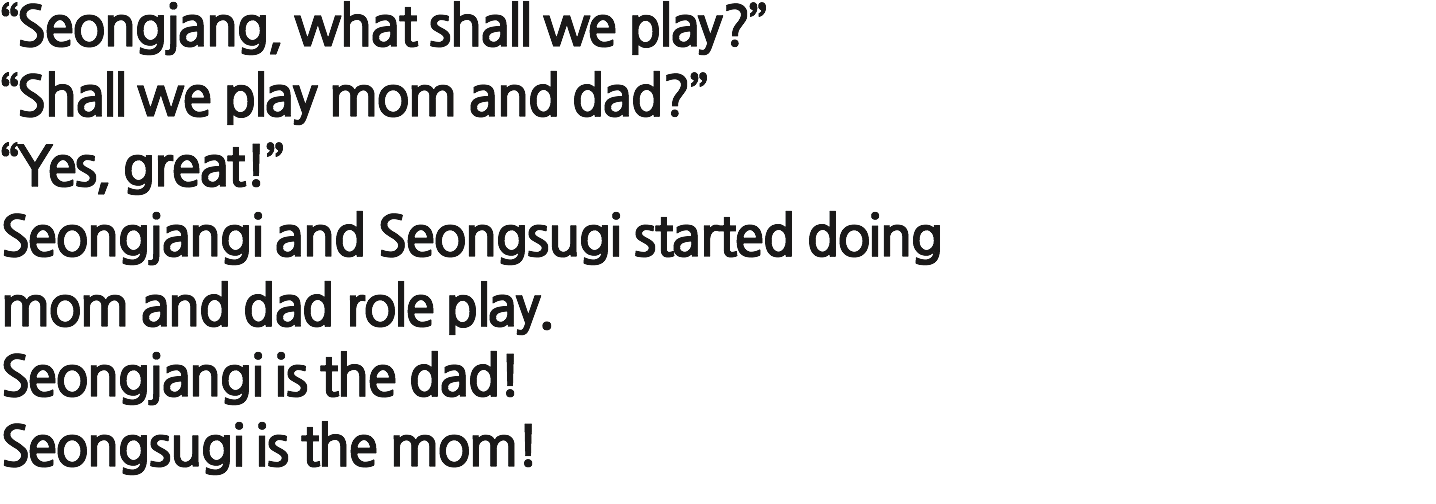 “Seongjang, what shall we play?”
“Shall we play mom and dad?”
“Yes, great!”
Seongjangi and Seongsugi started doing
mom and dad role play.
Seongjangi is the dad!
Seongsugi is the mom!